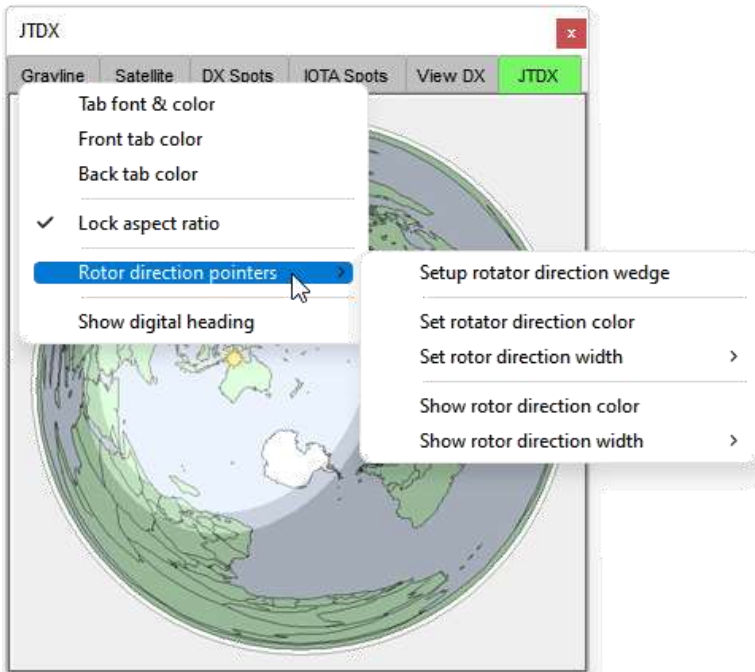 JTDX
x
Grayline Satellite DX Spots IOTA Spots View DX JTDX
Tab font & color
Front tab color
Back tab color
Lock aspect ratio
Rotor direction pointers
Setup rotator direction wedge
Show digital heading
Set rotator direction color
Set rotor direction width
Show rotor direction color
Show rotor direction width